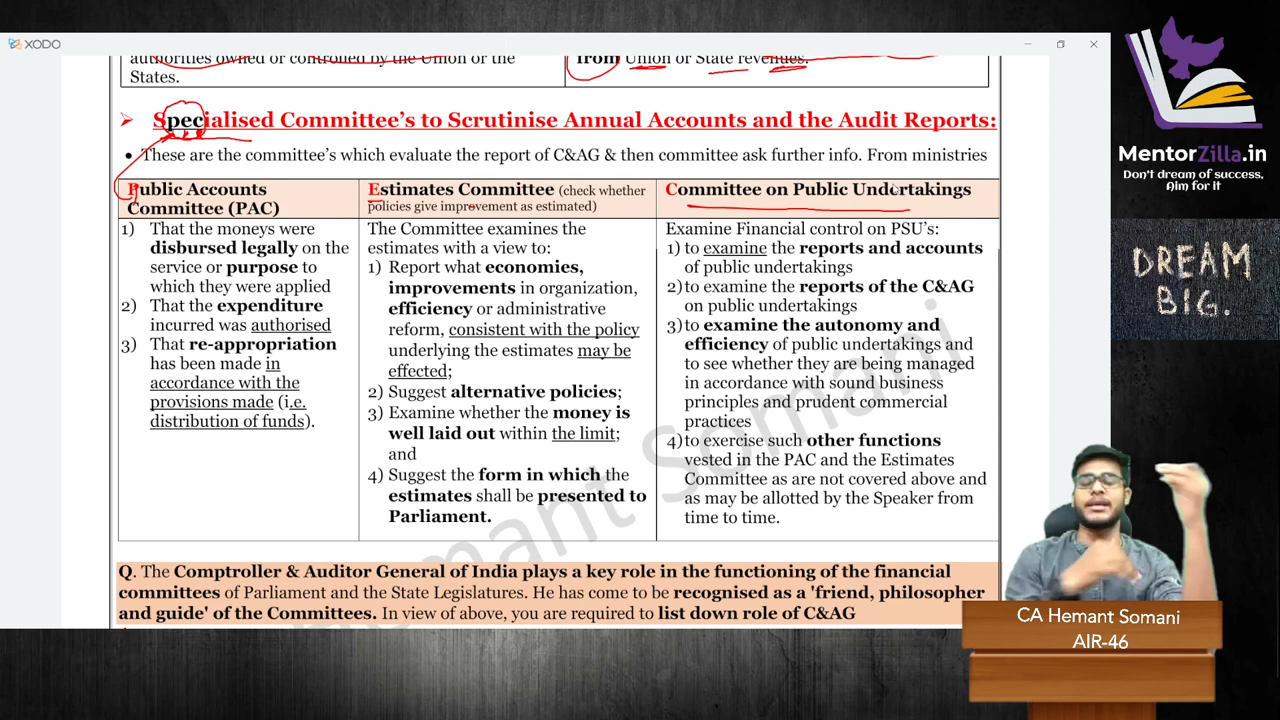 XODO
authorities owned or controlled by the Union or the
States.
from Union or State revenues.
Specialised Committee's to Scrutinise Annual Accounts and the Audit Reports:
• These are the committee's which evaluate the report of C&AG & then committee ask further info. From ministries
Public Accounts
Committee (PAC)
1) That the moneys were
disbursed legally on the
service or purpose to
which they were applied
2) That the expenditure
incurred was authorised
3) That re-appropriation
has been made in
accordance with the
provisions made (i.e.
distribution of funds).
Estimates Committee (check whether
policies give improvement as estimated)
The Committee examines the
estimates with a view to:
1) Report what economies,
improvements in organization,
efficiency or administrative
reform, consistent with the policy
underlying the estimates may be
effected;
2) Suggest alternative policies;
3) Examine whether the money is
well laid out within the limit;
and
4) Suggest the form in which the
estimates shall be presented to
Parliament.
Committee on Public Undertakings
Examine Financial control on PSU's:
1) to examine the reports and accounts
of public undertakings
2) to examine the reports of the C&AG
on public undertakings
3) to examine the autonomy and
efficiency of public undertakings and
to see whether they are being managed
in accordance with sound business
principles and prudent commercial
practices
4) to exercise such other functions
vested in the PAC and the Estimates
Committee as are not covered above and
as may be allotted by the Speaker from
time to time.
Q. The Comptroller & Auditor General of India plays a key role in the functioning of the financial
committees of Parliament and the State Legislatures. He has come to be recognised as a 'friend, philosopher
and guide' of the Committees. In view of above, you are required to list down role of C&AG
MentorZilla.in
Don't dream of success,
Aim for it
DREAM
BIG.
CA Hemant Somani
AIR-46